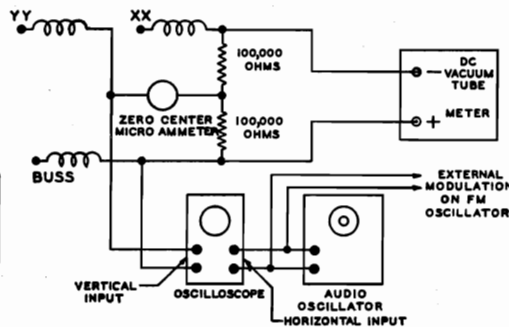 YY
XX
100,000
OHMS
DC
VACUUM
TUBE
−
METER
+
ZERO CENTER
MICRO AMMETER
100,000
OHMS
BUSS
EXTERNAL
MODULATION
ON FM
OSCILLATOR
VERTICAL
INPUT
OSCILLOSCOPE
AUDIO
OSCILLATOR
HORIZONTAL INPUT